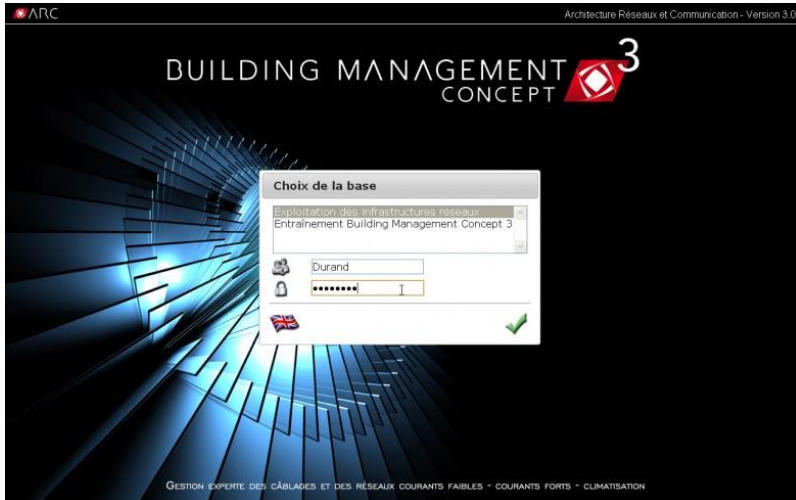 ARC
Architecture Réseaux et Communication - Version 3.0
BUILDING MANAGEMENT 3
CONCEPT
Choix de la base
Exploitation des infrastructures réseaux
Entraînement Building Management Concept 3
Durand
••••••••
GESTION EXPERTE DES CÂBLAGES ET DES RÉSEAUX COURANTS FAIBLES - COURANTS FORTS - CLIMATISATION